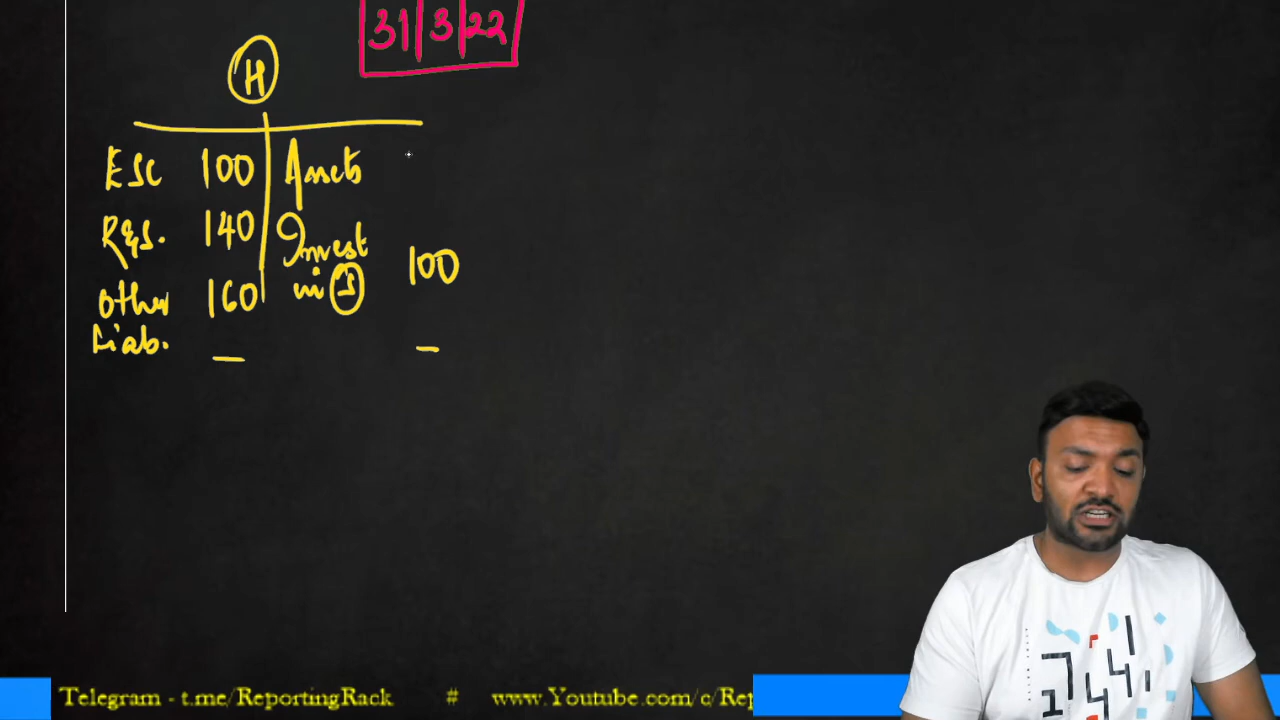 31/3/22
H
ESC 100 Assets
R&S. 140 Invest
in S 100
Other 160
Liab.
Telegram - t.me/ReportingRack # www.Youtube.com/c/Rep